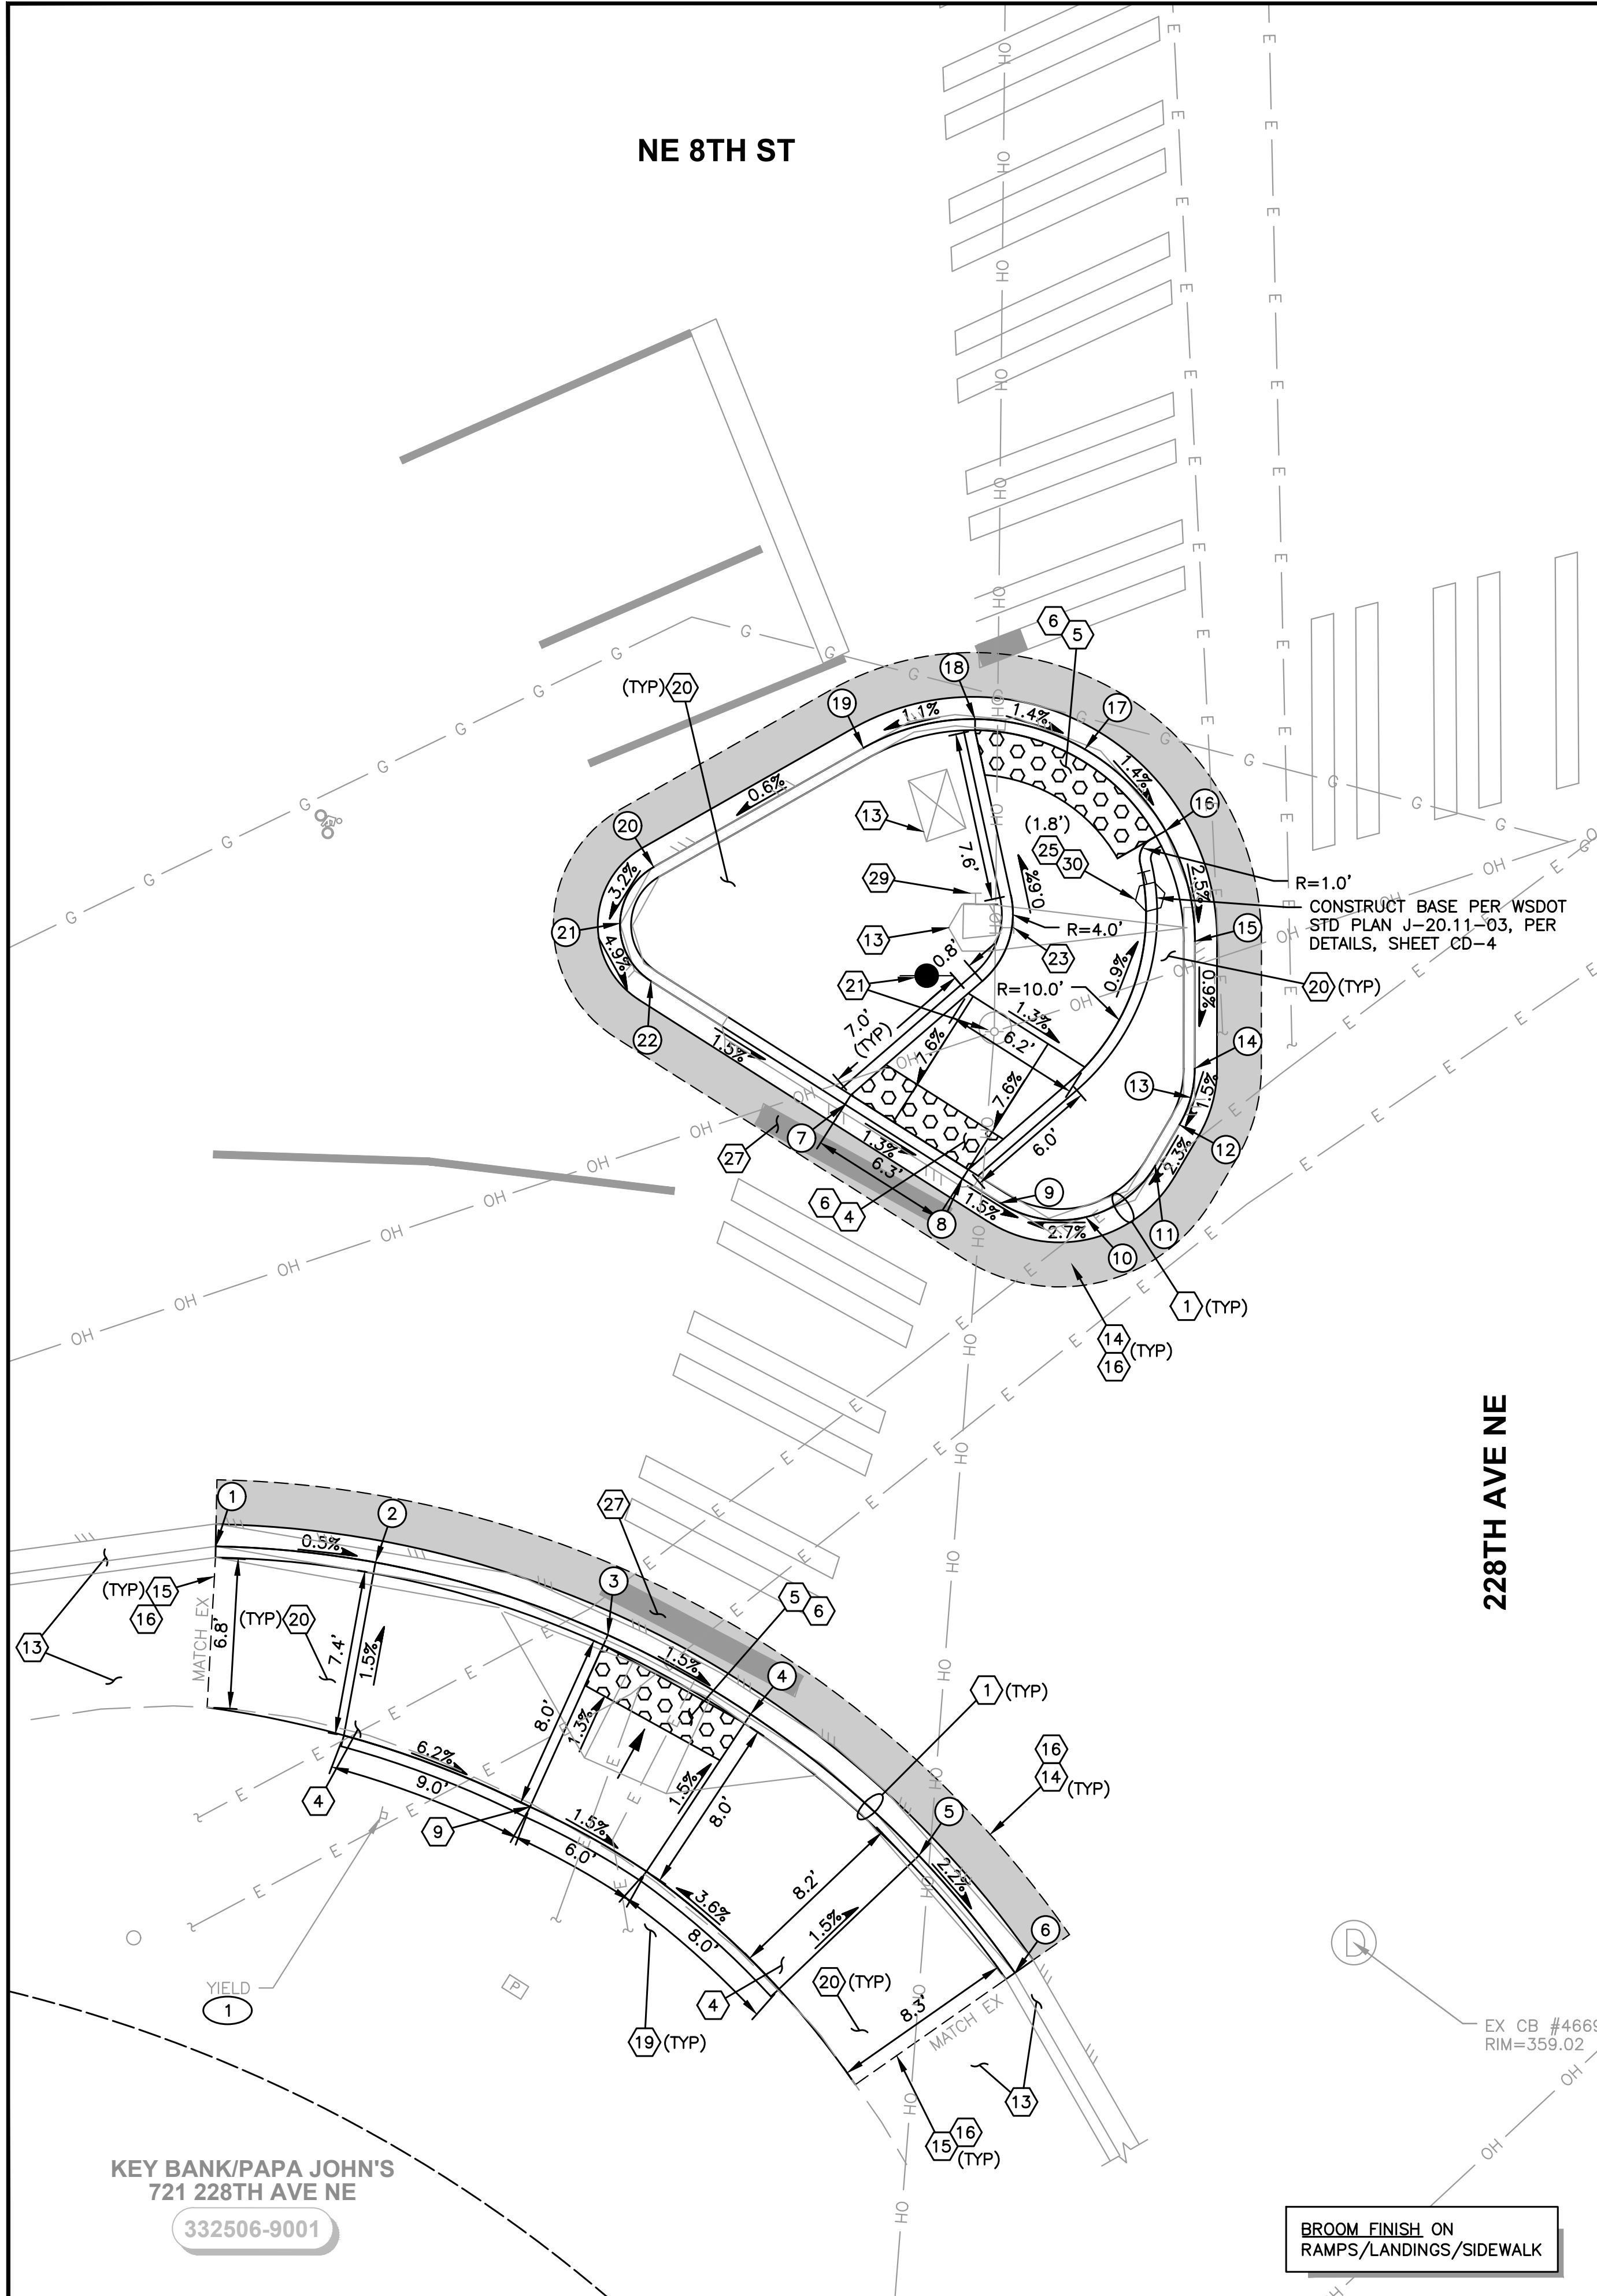 NE 8TH ST
228TH AVE NE
6
5
18
(TYP) 20
19
17
1.1%
1.4%
1.4%
0.6%
16
13
(1.8')
25
30
7.6'
0.6%
20
3.2%
29
2.5%
R=1.0'
CONSTRUCT BASE PER WSDOT
STD PLAN J-20.11-03, PER
DETAILS, SHEET CD-4
21
4.9%
13
R=4.0'
23
15
0.8'
0.9%
0.9%
20 (TYP)
21
R=10.0'
22
1.5%
7.0'
(TYP)
1.6%
1.3%
6.2'
7.6%
14
13
1.5%
7
27
1.3%
6.3'
6.0'
12
2.3%
6
4
8
1.5%
9
2.7%
10
11
1 (TYP)
14
16
(TYP)
1
2
0.5%
27
3
(TYP) 15
16
MATCH EX
6.8'
(TYP) 20
7.4'
1.5%
5
6
1.5%
4
13
8.0'
1.3%
1 (TYP)
6.2%
9.0'
1.5%
8.0'
16
14
(TYP)
4
9
1.5%
6.0'
5
2.2%
3.6%
8.0'
8.2'
1.5%
6
YIELD
1
P
4
20 (TYP)
8.3'
MATCH EX
19 (TYP)
13
15
16
(TYP)
D
EX CB #4669
RIM=359.02
G
E
OH
KEY BANK/PAPA JOHN'S
721 228TH AVE NE
332506-9001
BROOM FINISH ON
RAMPS/LANDINGS/SIDEWALK